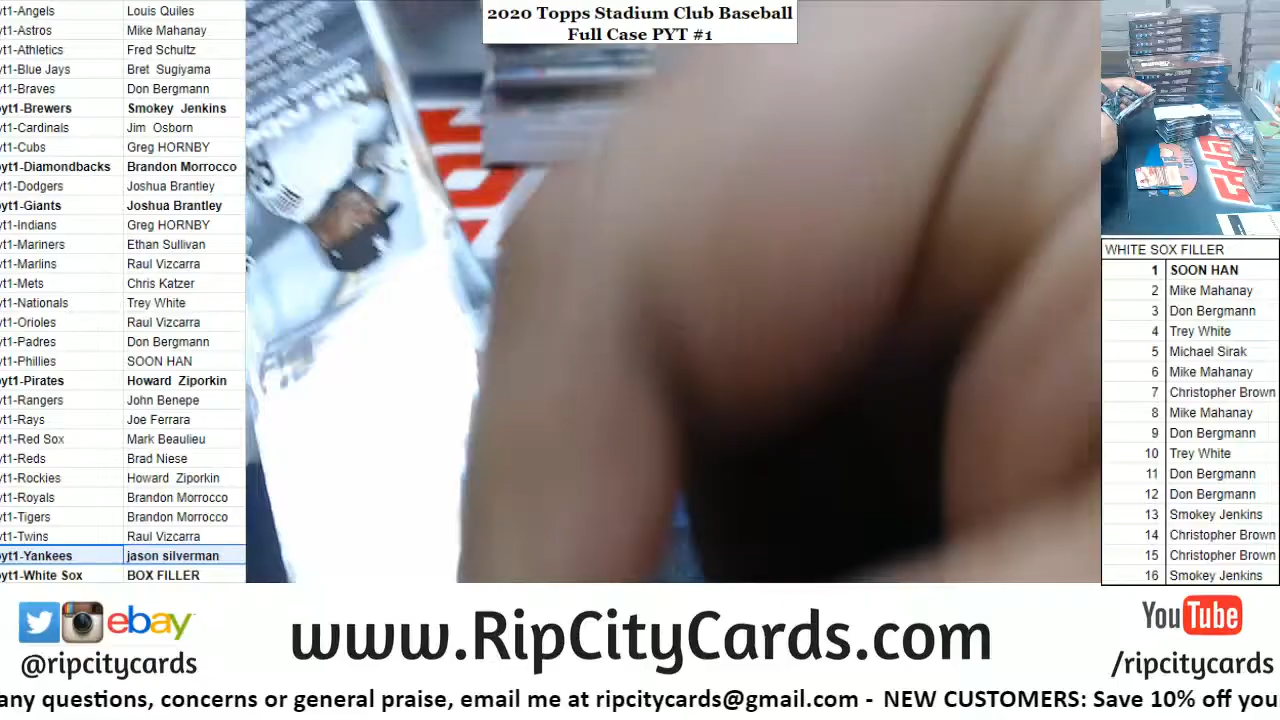 2020 Topps Stadium Club Baseball
Full Case PYT #1
yt1-Angels Louis Quiles
yt1-Astros Mike Mahanay
yt1-Athletics Fred Schultz
yt1-Blue Jays Bret Sugiyama
yt1-Braves Don Bergmann
oyt1-Brewers Smokey Jenkins
yt1-Cardinals Jim Osborn
yt1-Cubs Greg HORNBY
oyt1-Diamondbacks Brandon Morrocco
yt1-Dodgers Joshua Brantley
oyt1-Giants Joshua Brantley
yt1-Indians Greg HORNBY
yt1-Mariners Ethan Sullivan
yt1-Marlins Raul Vizcarra
yt1-Mets Chris Katzer
yt1-Nationals Trey White
yt1-Orioles Raul Vizcarra
yt1-Padres Don Bergmann
yt1-Phillies SOON HAN
oyt1-Pirates Howard Ziporkin
yt1-Rangers John Benepe
yt1-Rays Joe Ferrara
yt1-Red Sox Mark Beaulieu
yt1-Reds Brad Niese
yt1-Rockies Howard Ziporkin
yt1-Royals Brandon Morrocco
yt1-Tigers Brandon Morrocco
yt1-Twins Raul Vizcarra
oyt1-Yankees jason silverman
oyt1-White Sox BOX FILLER
WHITE SOX FILLER
1 SOON HAN
2 Mike Mahanay
3 Don Bergmann
4 Trey White
5 Michael Sirak
6 Mike Mahanay
7 Christopher Brown
8 Mike Mahanay
9 Don Bergmann
10 Trey White
11 Don Bergmann
12 Don Bergmann
13 Smokey Jenkins
14 Christopher Brown
15 Christopher Brown
16 Smokey Jenkins
ebay
@ripcitycards
www.RipCityCards.com
YouTube
/ripcitycards
any questions, concerns or general praise, email me at ripcitycards@gmail.com - NEW CUSTOMERS: Save 10% off you